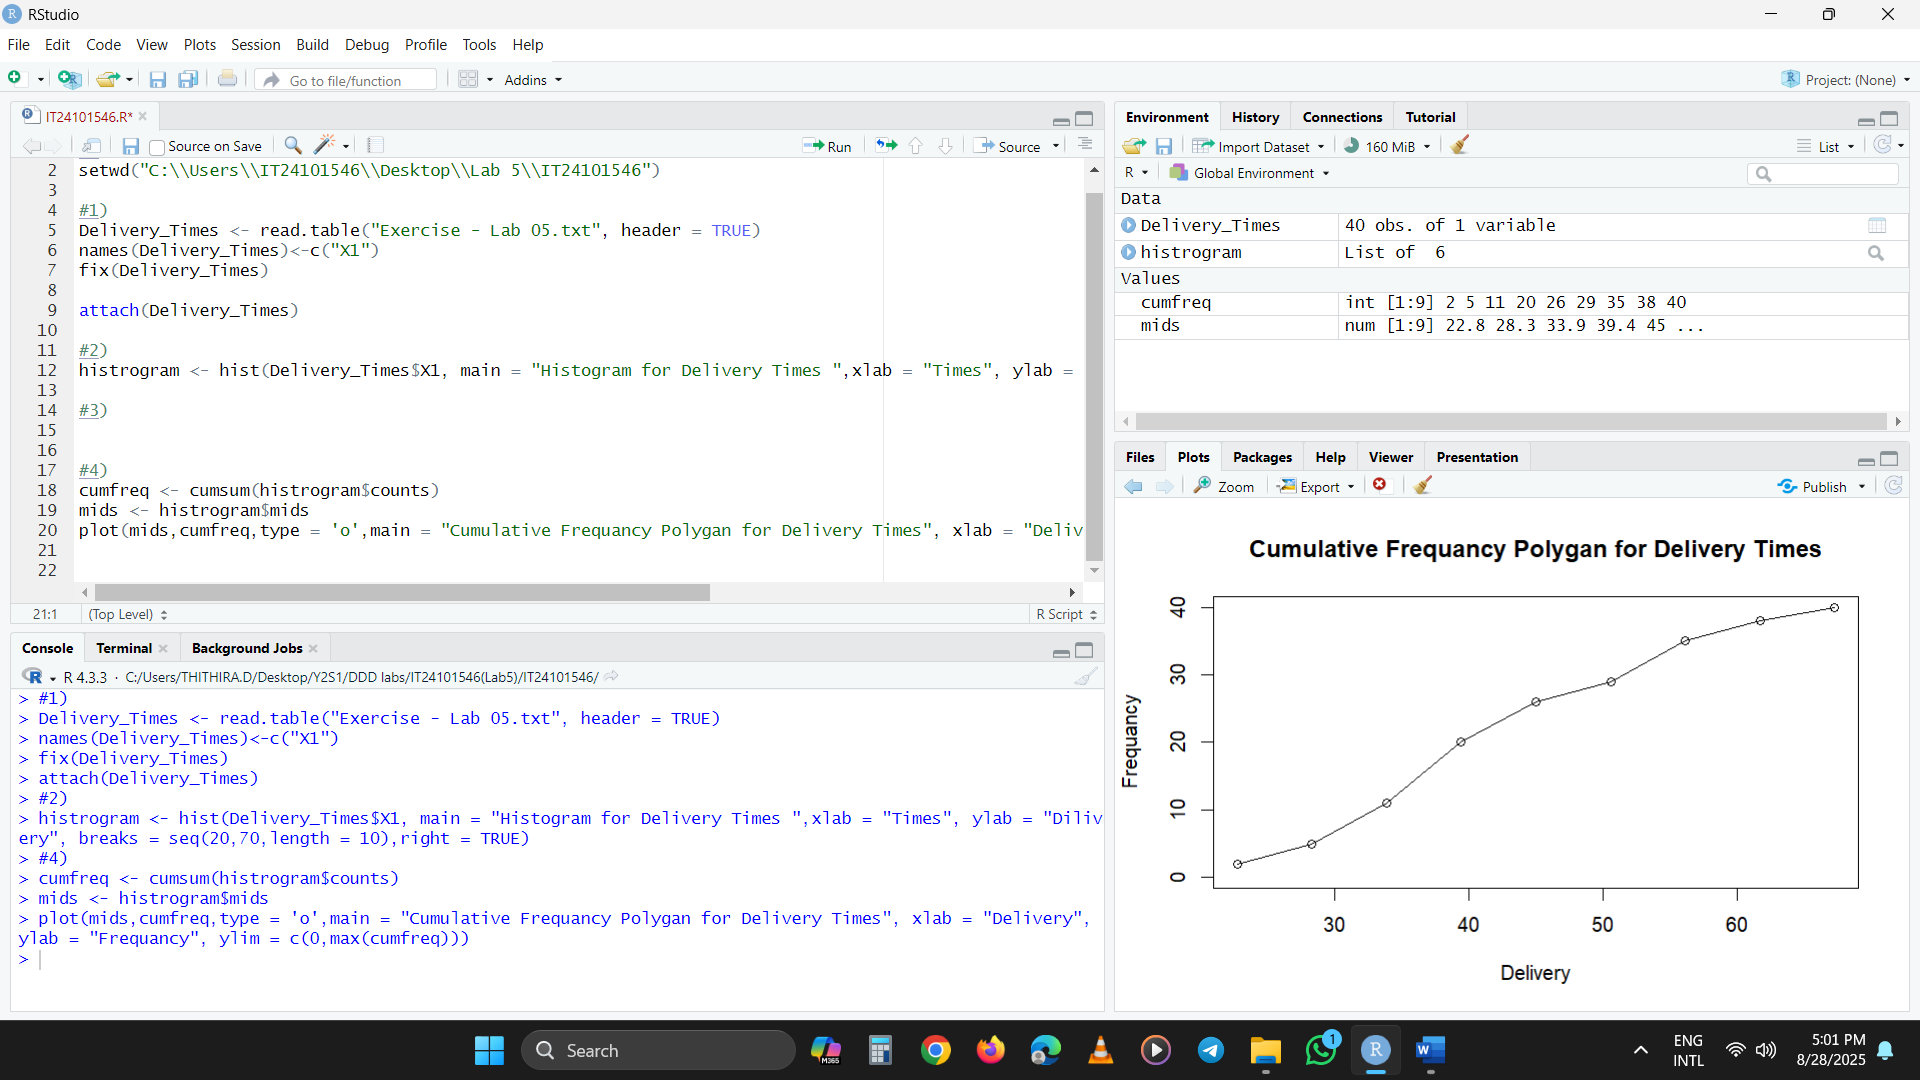 RStudio
File Edit Code View Plots Session Build Debug Profile Tools Help
Go to file/function Addins Project: (None)
IT24101546.R*
Source on Save Run Source
2 setwd("C:\\Users\\IT24101546\\Desktop\\Lab 5\\IT24101546")
3
4 #1)
5 Delivery_Times <- read.table("Exercise - Lab 05.txt", header = TRUE)
6 names(Delivery_Times)<-c("X1")
7 fix(Delivery_Times)
8
9 attach(Delivery_Times)
10
11 #2)
12 histrogram <- hist(Delivery_Times$X1, main = "Histogram for Delivery Times ",xlab = "Times", ylab =
13
14 #3)
15
16
17 #4)
18 cumfreq <- cumsum(histrogram$counts)
19 mids <- histrogram$mids
20 plot(mids,cumfreq,type = 'o',main = "Cumulative Frequancy Polygan for Delivery Times", xlab = "Deliv
21
22
21:1 (Top Level) R Script
Console Terminal Background Jobs
R R 4.3.3 · C:/Users/THITHIRA.D/Desktop/Y2S1/DDD labs/IT24101546(Lab5)/IT24101546/
> #1)
> Delivery_Times <- read.table("Exercise - Lab 05.txt", header = TRUE)
> names(Delivery_Times)<-c("X1")
> fix(Delivery_Times)
> attach(Delivery_Times)
> #2)
> histrogram <- hist(Delivery_Times$X1, main = "Histogram for Delivery Times ",xlab = "Times", ylab = "Diliv
ery", breaks = seq(20,70,length = 10),right = TRUE)
> #4)
> cumfreq <- cumsum(histrogram$counts)
> mids <- histrogram$mids
> plot(mids,cumfreq,type = 'o',main = "Cumulative Frequancy Polygan for Delivery Times", xlab = "Delivery",
ylab = "Frequancy", ylim = c(0,max(cumfreq)))
>
Environment History Connections Tutorial
Import Dataset 160 MiB List
R Global Environment
Data
Delivery_Times 40 obs. of 1 variable
histrogram List of 6
Values
cumfreq int [1:9] 2 5 11 20 26 29 35 38 40
mids num [1:9] 22.8 28.3 33.9 39.4 45 ...
Files Plots Packages Help Viewer Presentation
Zoom Export Publish
Cumulative Frequancy Polygan for Delivery Times
Frequancy
40
30
20
10
0
30 40 50 60
Delivery
Search
M365
1
R
W
ENG
INTL
5:01 PM
8/28/2025